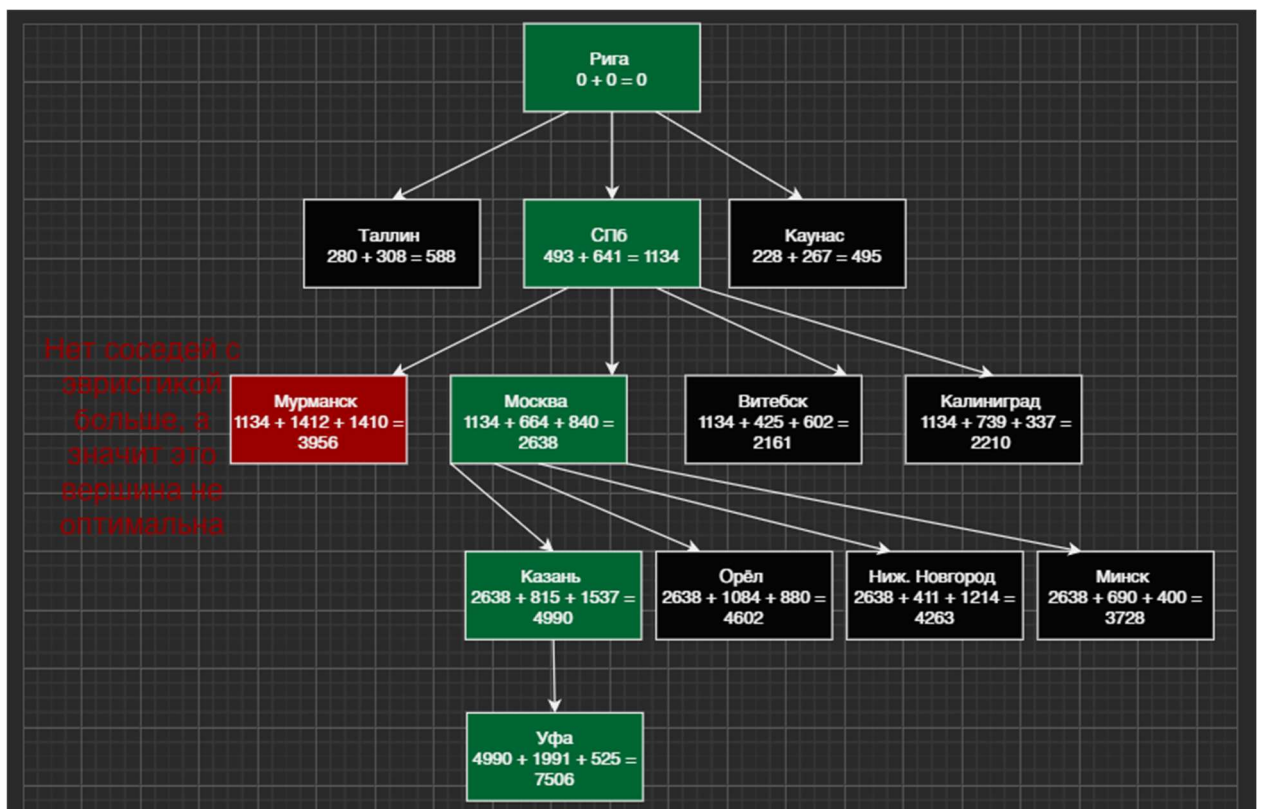 Рига
0 + 0 = 0
Таллин
280 + 308 = 588
СПб
493 + 641 = 1134
Каунас
228 + 267 = 495
Нет соседей с
эвристикой
больше, а
значит это
вершина не
оптимальна
Мурманск
1134 + 1412 + 1410 =
3956
Москва
1134 + 664 + 840 =
2638
Витебск
1134 + 425 + 602 =
2161
Калиниград
1134 + 739 + 337 =
2210
Казань
2638 + 815 + 1537 =
4990
Орёл
2638 + 1084 + 880 =
4602
Ниж. Новгород
2638 + 411 + 1214 =
4263
Минск
2638 + 690 + 400 =
3728
Уфа
4990 + 1991 + 525 =
7506